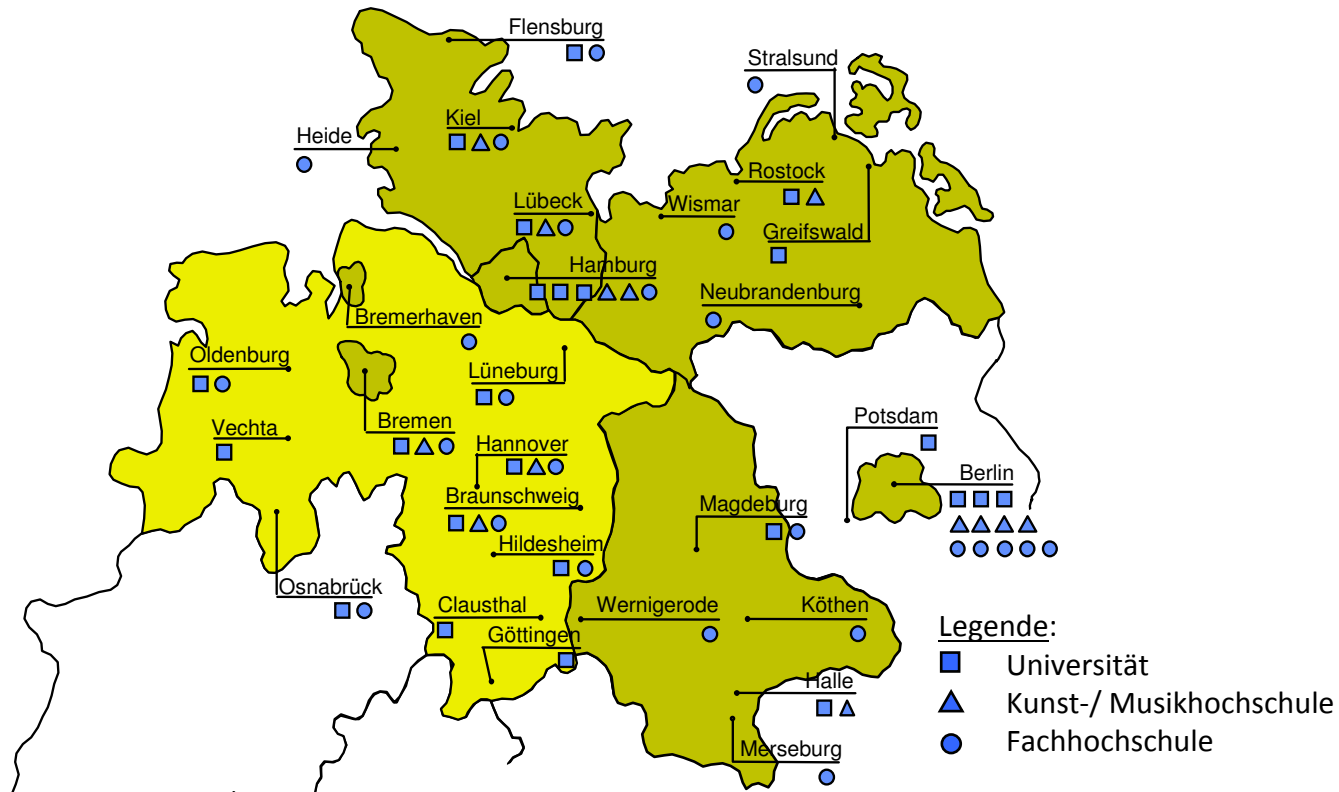 Flensburg
Stralsund
Kiel
Heide
Rostock
Lübeck
Wismar
Greifswald
Hamburg
Neubrandenburg
Bremerhaven
Oldenburg
Lüneburg
Potsdam
Vechta
Bremen
Hannover
Berlin
Braunschweig
Magdeburg
Hildesheim
Osnabrück
Clausthal
Wernigerode
Köthen
Göttingen
Legende:
Universität
Halle
Kunst-/ Musikhochschule
Fachhochschule
Merseburg